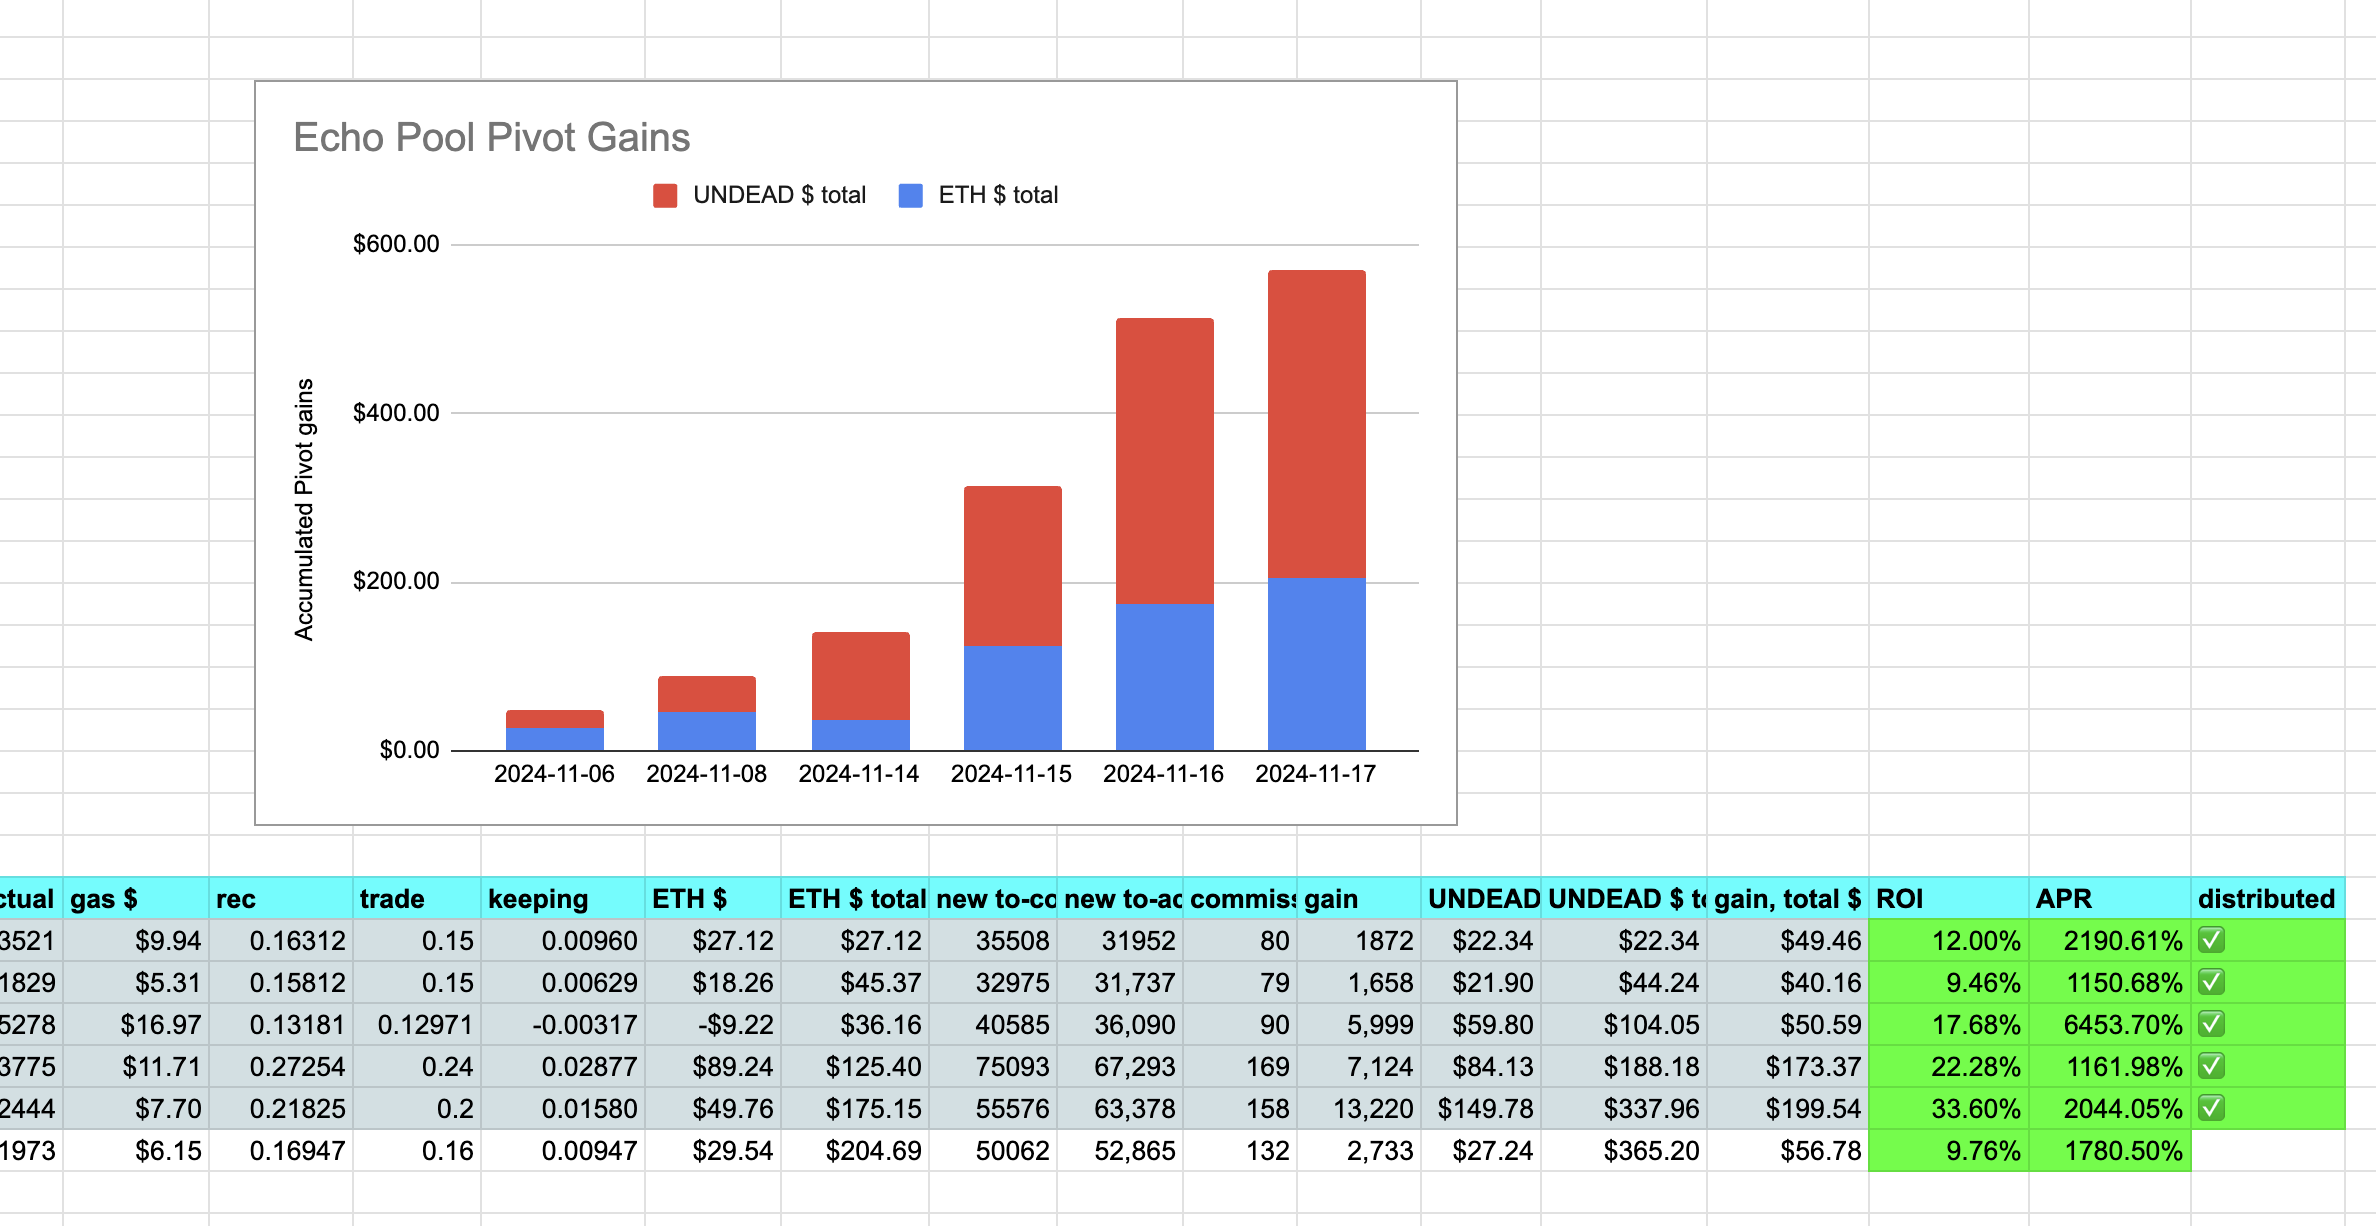 Echo Pool Pivot Gains
UNDEAD $ total ETH $ total
Accumulated Pivot gains
$600.00
$400.00
$200.00
$0.00
2024-11-06 2024-11-08 2024-11-14 2024-11-15 2024-11-16 2024-11-17
ctual gas $ rec trade keeping ETH $ ETH $ total new to-co new to-ac commiss gain UNDEAD UNDEAD $ to gain, total $ ROI APR distributed
3521 $9.94 0.16312 0.15 0.00960 $27.12 $27.12 35508 31952 80 1872 $22.34 $22.34 $49.46 12.00% 2190.61% ✅
1829 $5.31 0.15812 0.15 0.00629 $18.26 $45.37 32975 31,737 79 1,658 $21.90 $44.24 $40.16 9.46% 1150.68% ✅
5278 $16.97 0.13181 0.12971 -0.00317 -$9.22 $36.16 40585 36,090 90 5,999 $59.80 $104.05 $50.59 17.68% 6453.70% ✅
3775 $11.71 0.27254 0.24 0.02877 $89.24 $125.40 75093 67,293 169 7,124 $84.13 $188.18 $173.37 22.28% 1161.98% ✅
2444 $7.70 0.21825 0.2 0.01580 $49.76 $175.15 55576 63,378 158 13,220 $149.78 $337.96 $199.54 33.60% 2044.05% ✅
1973 $6.15 0.16947 0.16 0.00947 $29.54 $204.69 50062 52,865 132 2,733 $27.24 $365.20 $56.78 9.76% 1780.50%